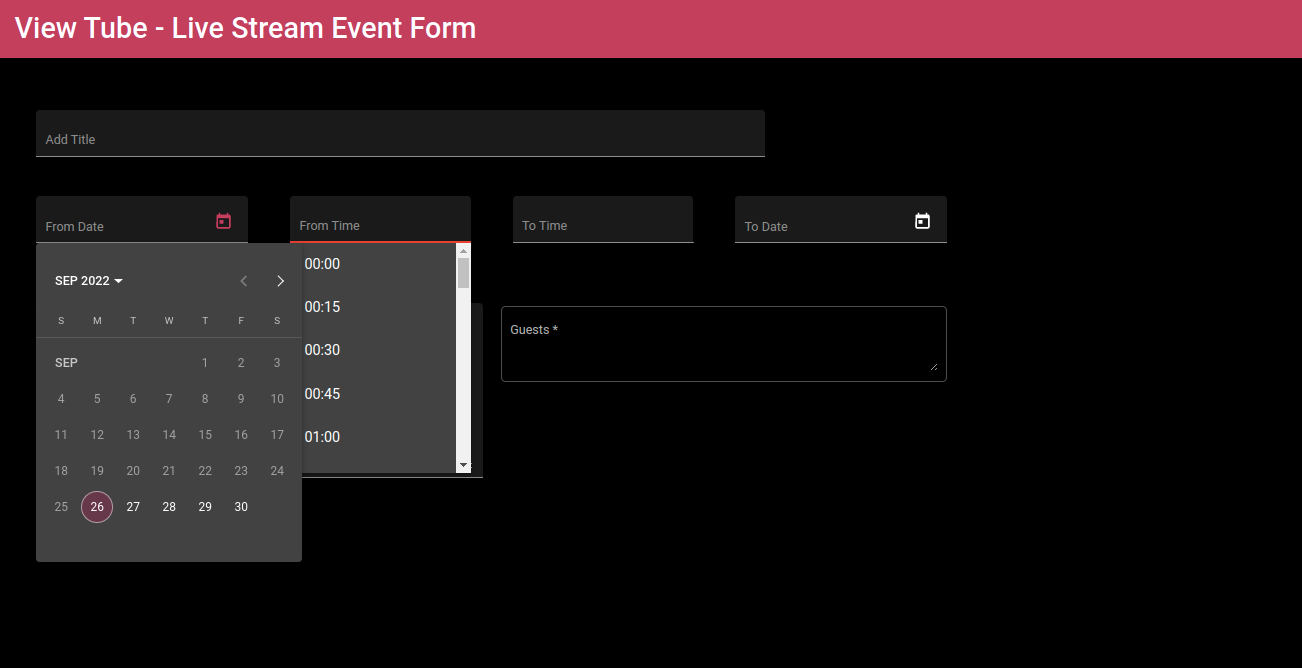 View Tube - Live Stream Event Form
Add Title
From Date
From Time
To Time
To Date
SEP 2022
S M T W T F S
SEP 1 2 3
4 5 6 7 8 9 10
11 12 13 14 15 16 17
18 19 20 21 22 23 24
25 26 27 28 29 30
00:00
00:15
00:30
00:45
01:00
Guests *